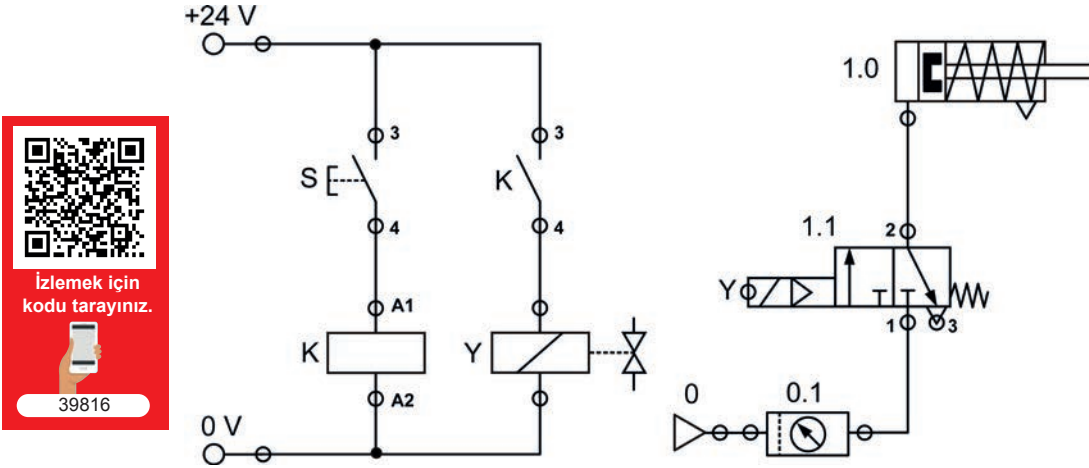 İzlemek için
kodu tarayınız.
39816
+24 V
3
3
S
K
4
4
A1
K
Y
A2
0 V
1.0
1.1
2
Y
1
3
0
0.1